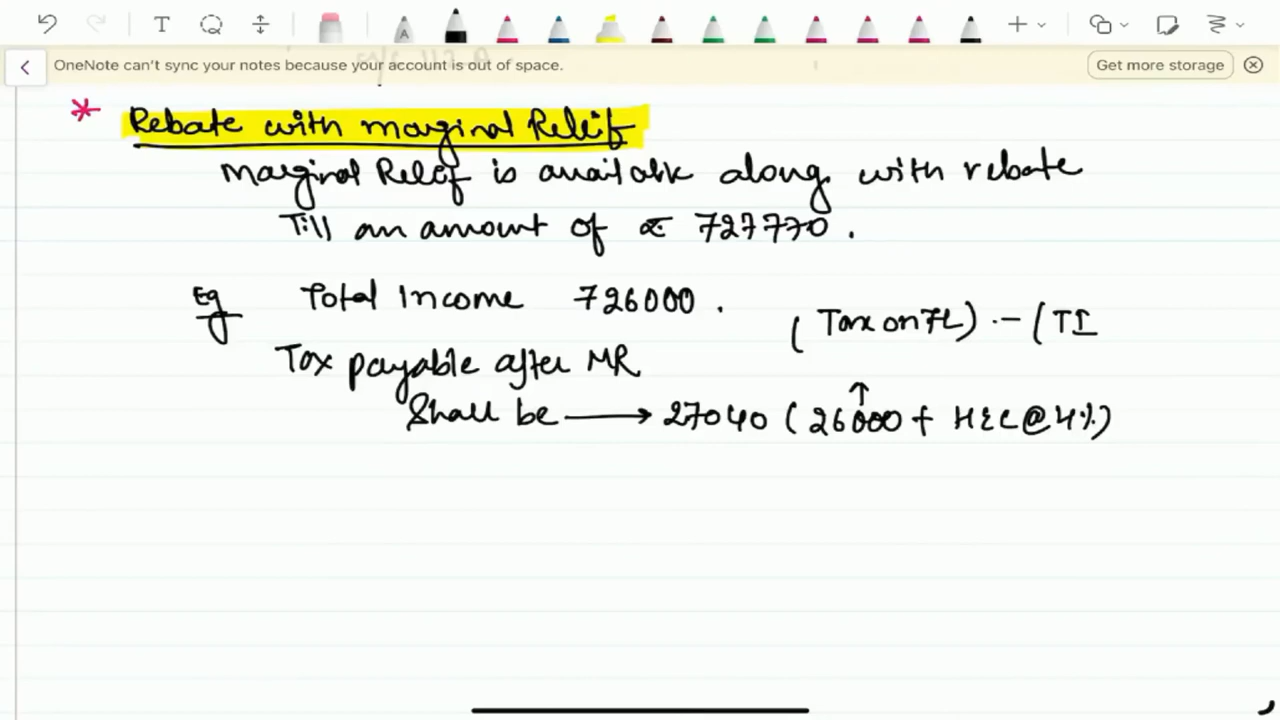 OneNote can't sync your notes because your account is out of space.
Get more storage
* Rebate with marginal Releif
Marginal Releif is available along with rebate
Till an amount of ₹ 727770.
Eg Total Income 726000.
(Tax on TI) - (TI
Tax payable after MR
Shall be → 27040 (26000 + HEC@4%)